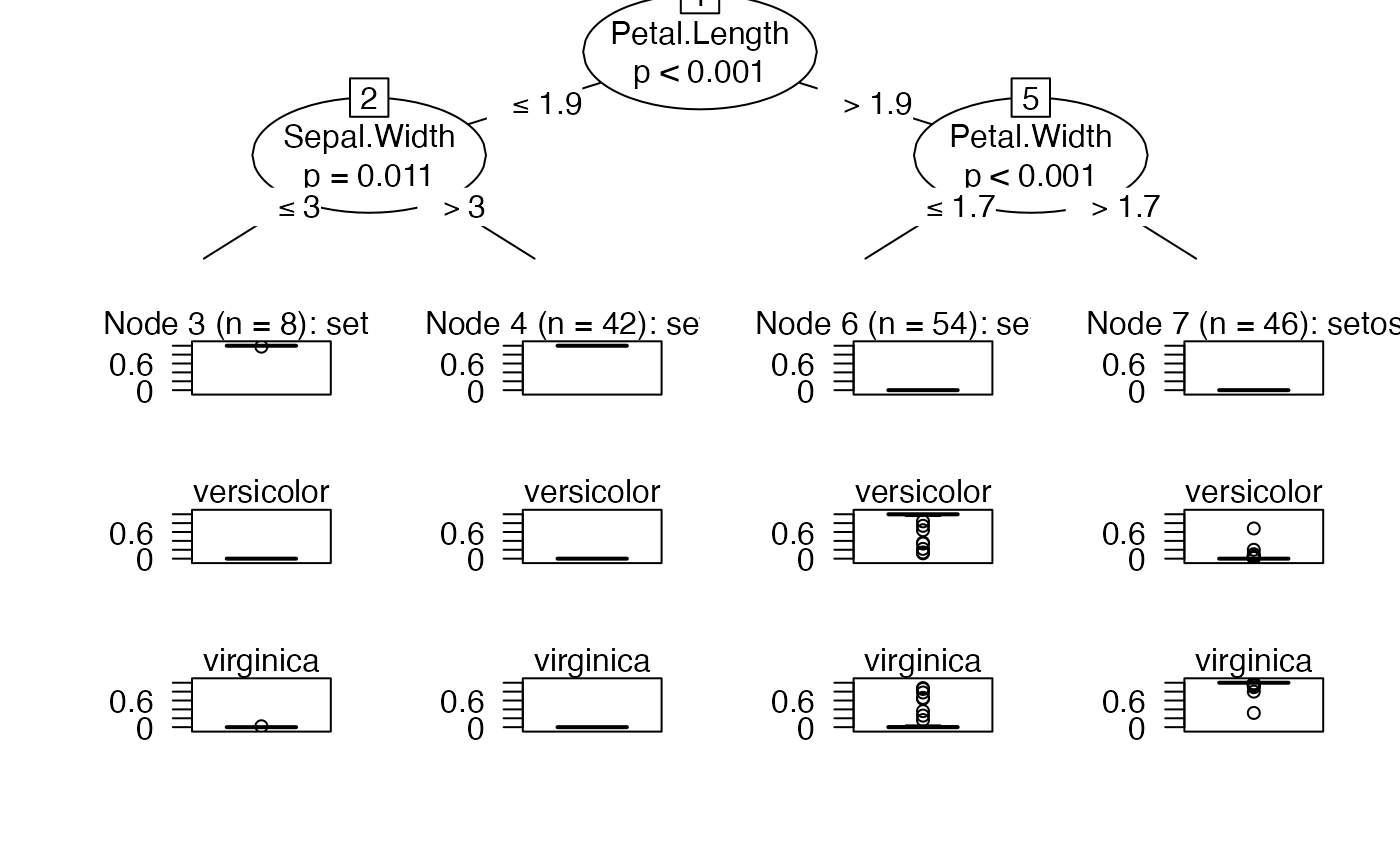 1
Petal.Length
p < 0.001
≤ 1.9 > 1.9
2 5
Sepal.Width Petal.Width
p = 0.011 p < 0.001
≤ 3 > 3 ≤ 1.7 > 1.7
Node 3 (n = 8): set Node 4 (n = 42): se Node 6 (n = 54): se Node 7 (n = 46): setos
0.6 0.6 0.6 0.6
0 0 0 0
versicolor versicolor versicolor versicolor
0.6 0.6 0.6 0.6
0 0 0 0
virginica virginica virginica virginica
0.6 0.6 0.6 0.6
0 0 0 0